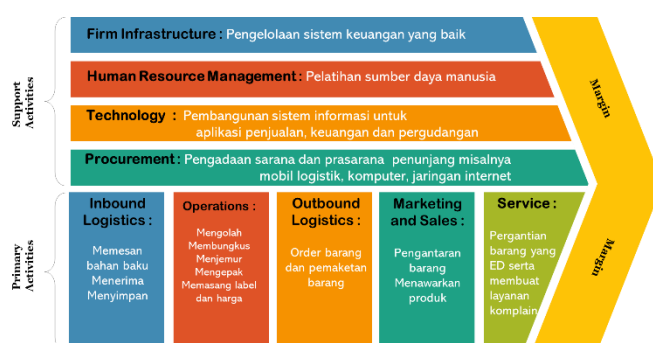 Support
Activities
Firm Infrastructure : Pengelolaan sistem keuangan yang baik
Human Resource Management : Pelatihan sumber daya manusia
Technology : Pembangunan sistem informasi untuk
aplikasi penjualan, keuangan dan pergudangan
Procurement : Pengadaan sarana dan prasarana penunjang misalnya
mobil logistik, komputer, jaringan internet
Margin
Primary
Activities
Inbound
Logistics :
Memesan
bahan baku
Menerima
Menyimpan
Operations :
Mengolah
Membungkus
Menjemur
Mengepak
Memasang label
dan harga
Outbound
Logistics :
Order barang
dan pemaketan
barang
Marketing
and Sales :
Pengantaran
barang
Menawarkan
produk
Service :
Pergantian
barang yang
ED serta
membuat
layanan
komplain
Margin